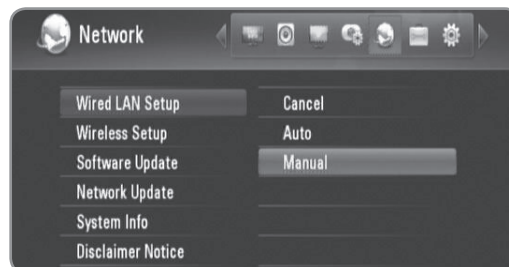 Network
Wired LAN Setup
Wireless Setup
Software Update
Network Update
System Info
Disclaimer Notice
Cancel
Auto
Manual